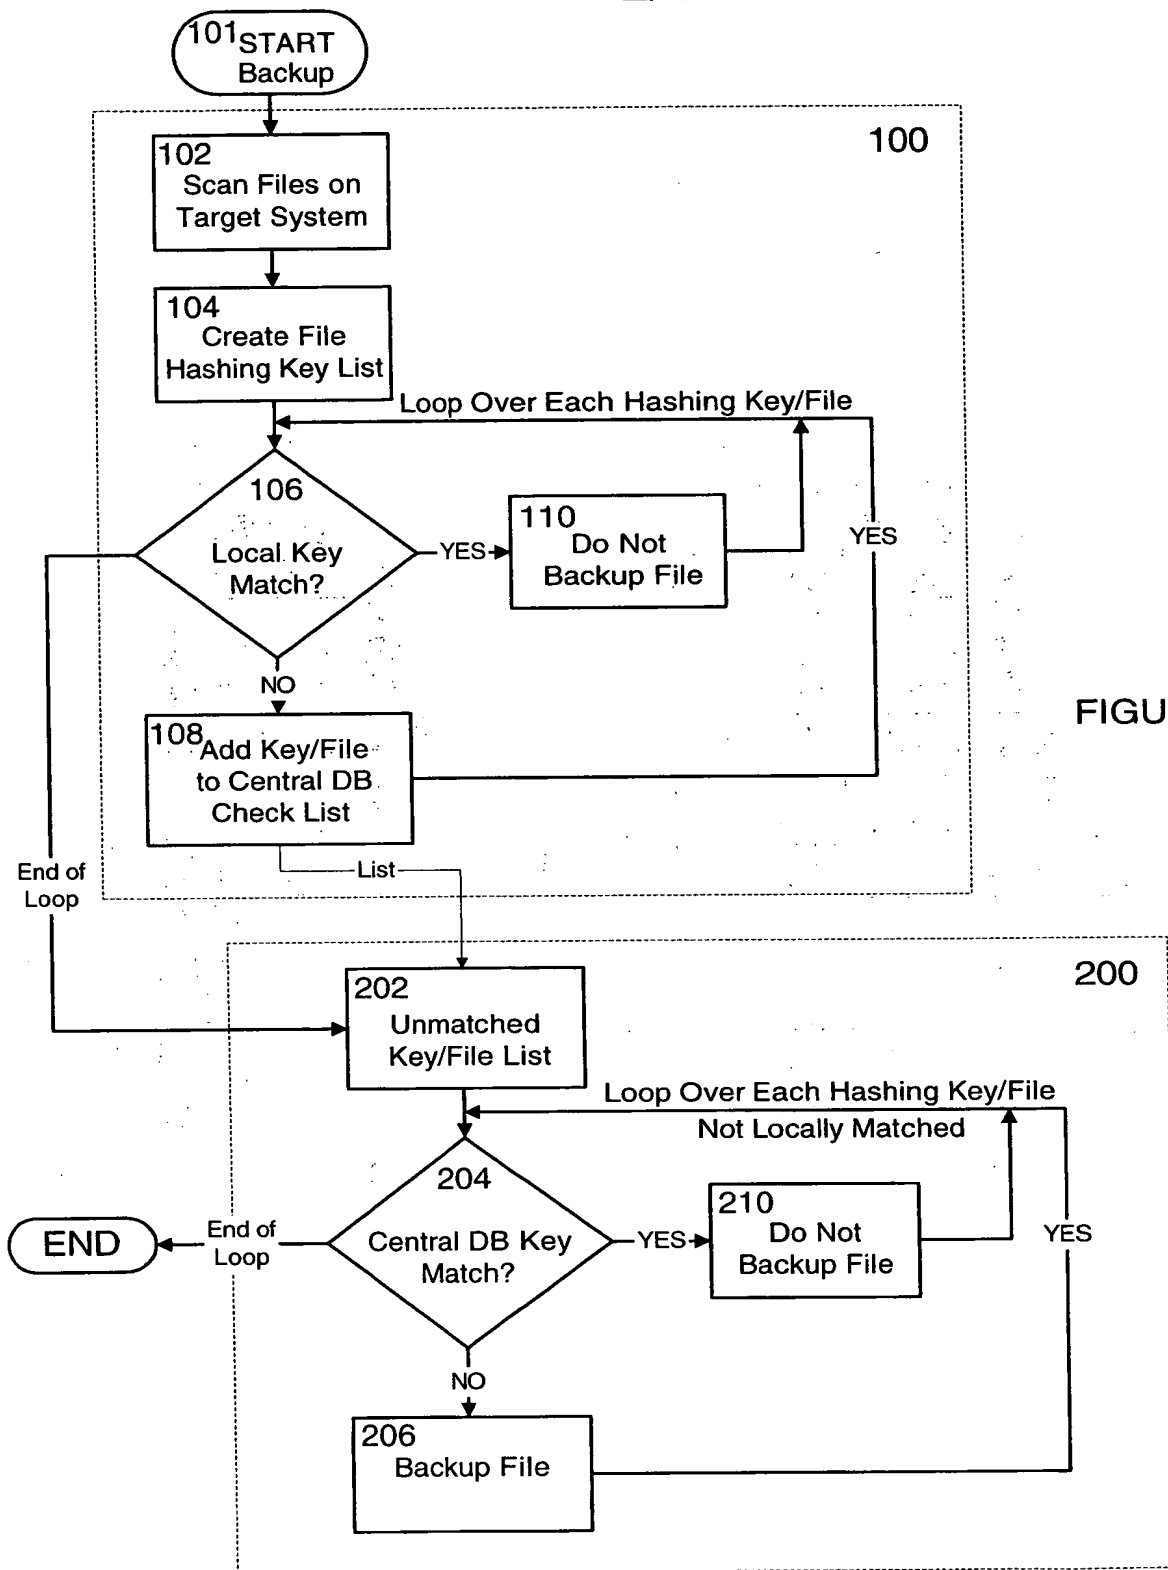 101 START
Backup
100
102
Scan Files on
Target System
104
Create File
Hashing Key List
Loop Over Each Hashing Key/File
106
Local Key
Match?
YES
110
Do Not
Backup File
YES
NO
108 Add Key/File
to Central DB
Check List
FIGU
End of
Loop
List
200
202
Unmatched
Key/File List
Loop Over Each Hashing Key/File
Not Locally Matched
204
Central DB Key
Match?
YES
210
Do Not
Backup File
YES
END
End of
Loop
NO
206
Backup File